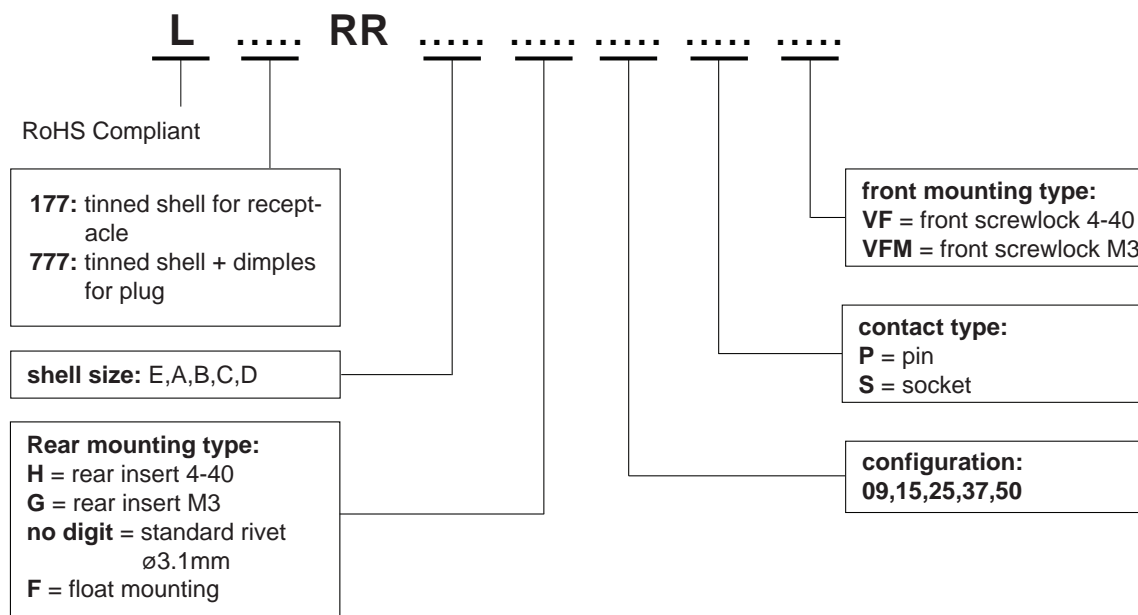 L ..... RR ..... ..... ..... ..... .....
RoHS Compliant
177: tinned shell for recept-
acle
777: tinned shell + dimples
for plug
shell size: E,A,B,C,D
Rear mounting type:
H = rear insert 4-40
G = rear insert M3
no digit = standard rivet
ø3.1mm
F = float mounting
front mounting type:
VF = front screwlock 4-40
VFM = front screwlock M3
contact type:
P = pin
S = socket
configuration:
09,15,25,37,50